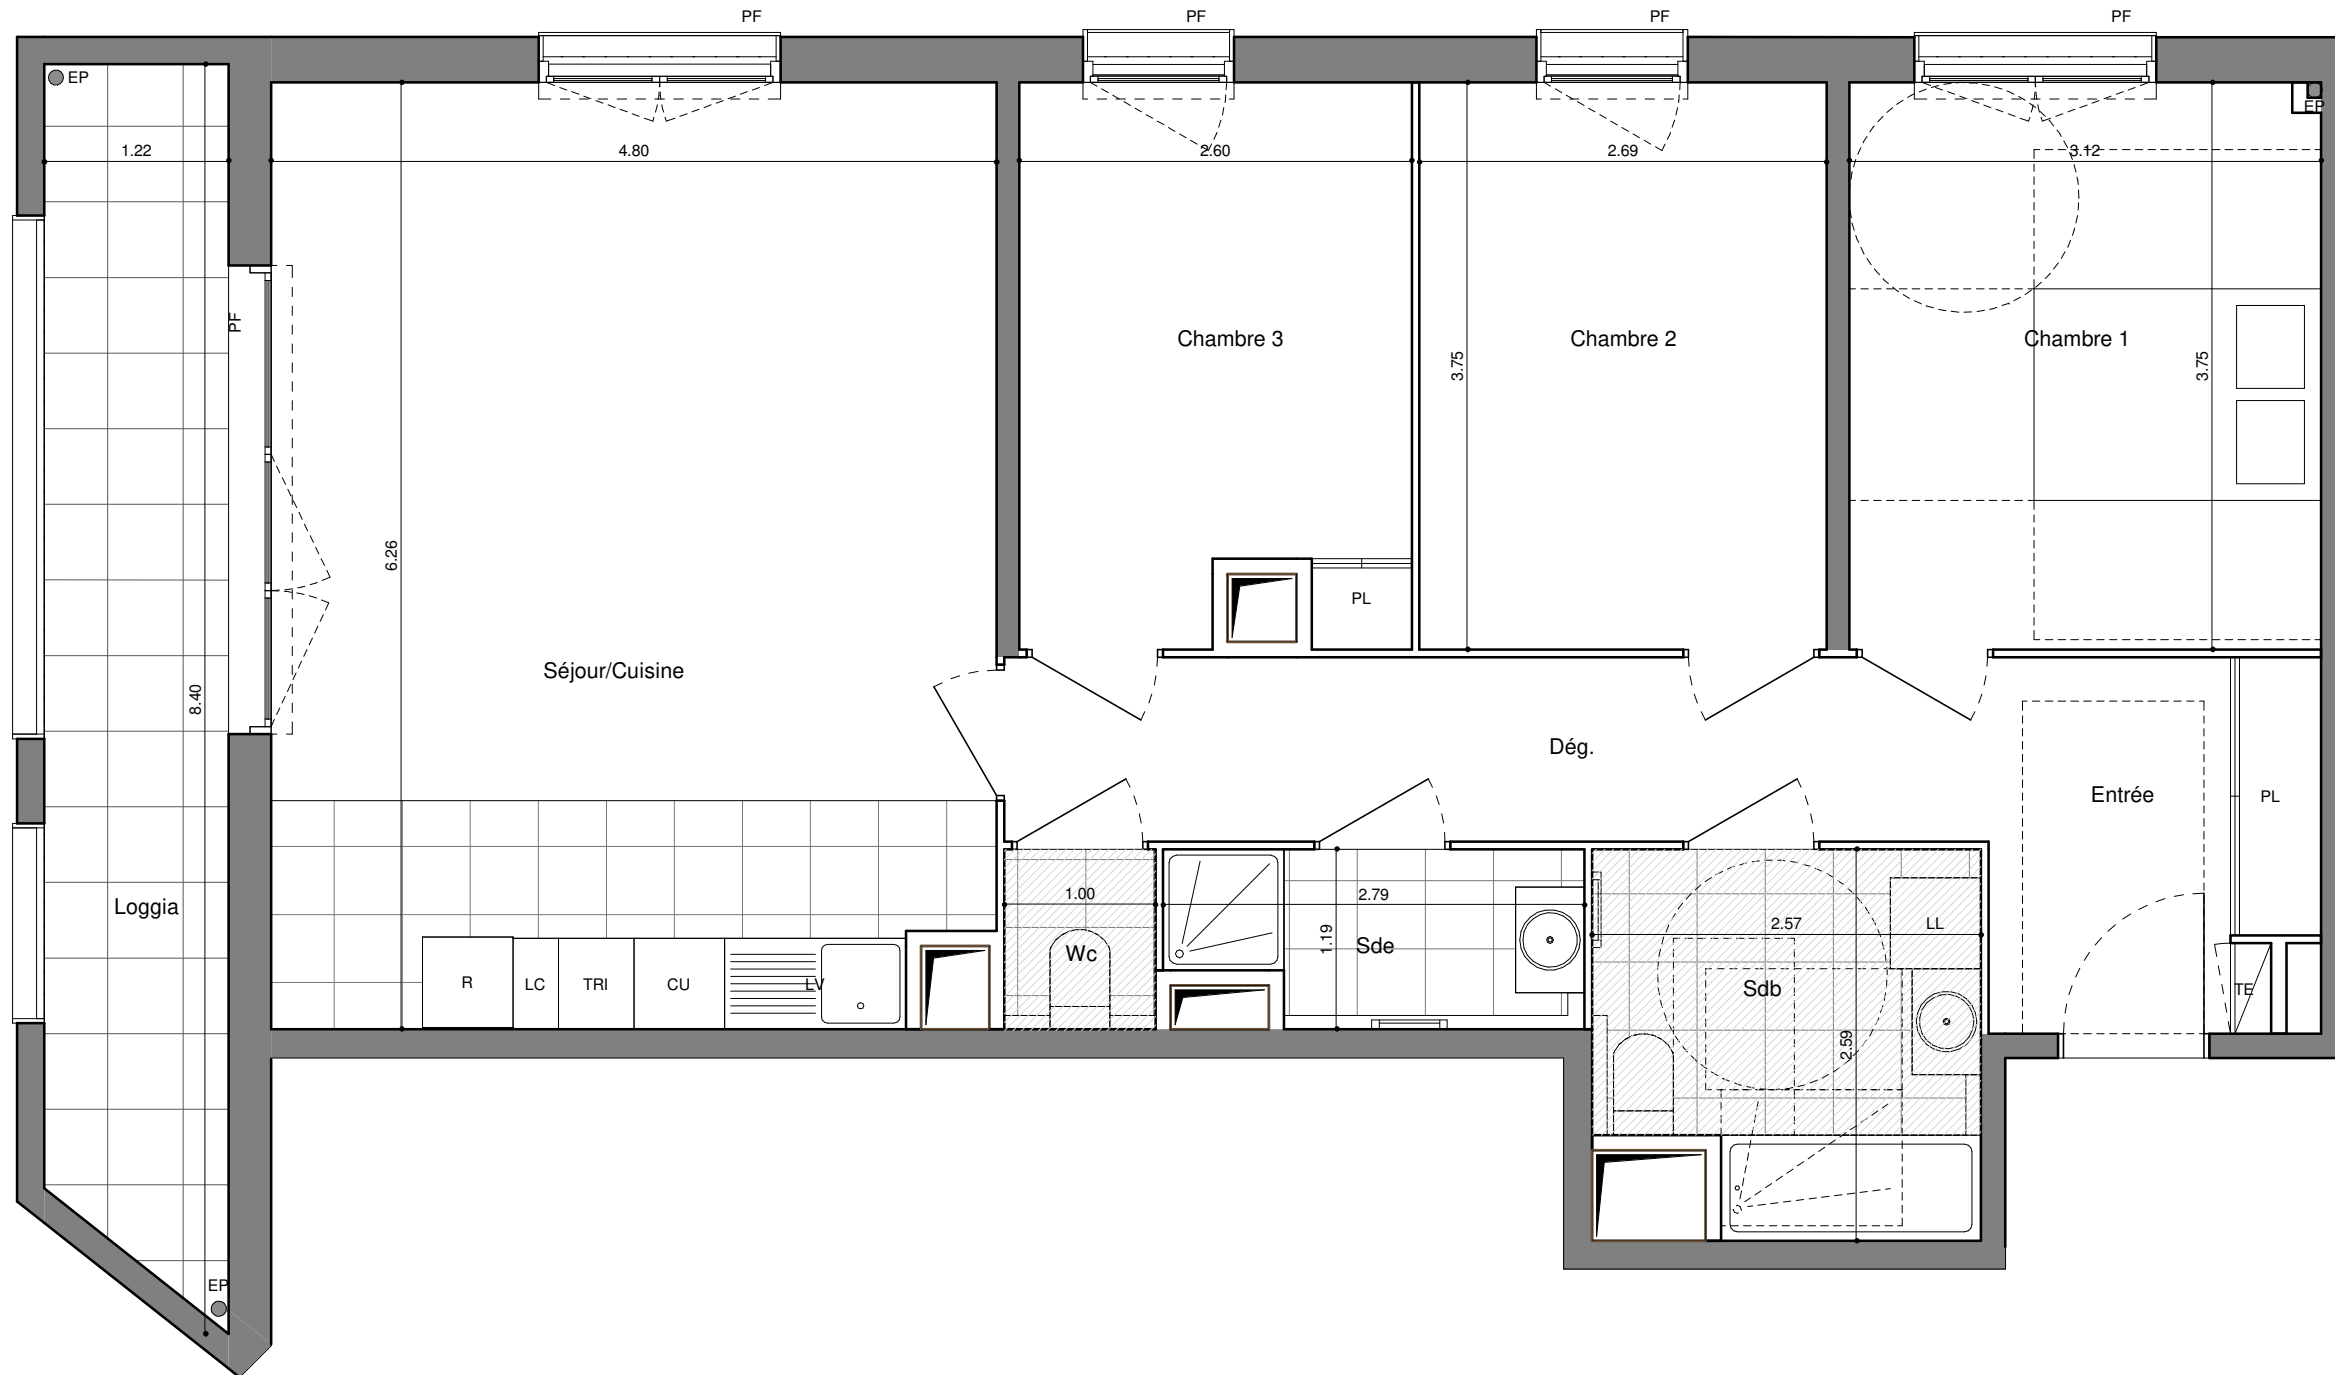 PF
PF
PF
PF
EP
EP
1.22
4.80
2.60
2.69
3.12
PF
Chambre 3
Chambre 2
Chambre 1
3.75
3.75
6.26
PL
Séjour/Cuisine
8.40
Dég.
Entrée
PL
Loggia
1.00
2.79
2.57
LL
Wc
1.19
Sde
Sdb
R
LC
TRI
CU
LV
TE
2.59
EP